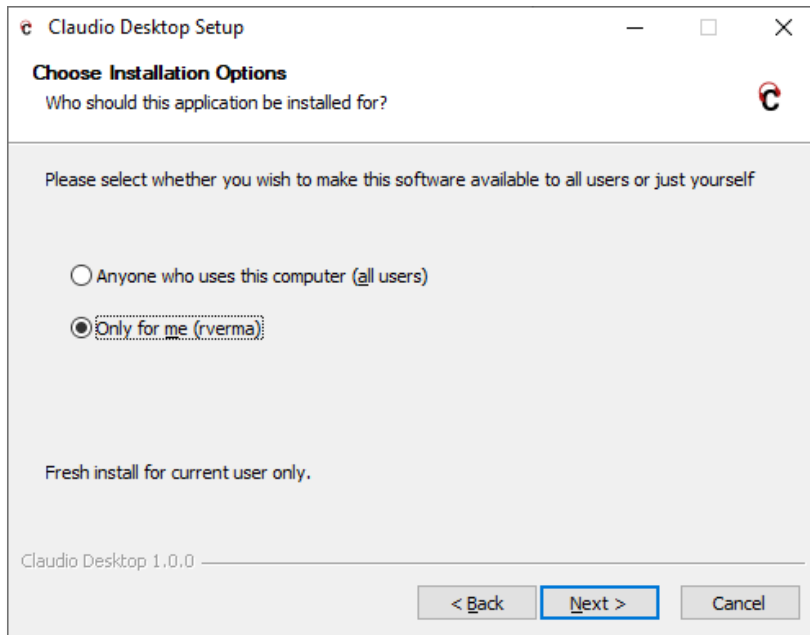 Claudio Desktop Setup
Choose Installation Options
Who should this application be installed for?
C
Please select whether you wish to make this software available to all users or just yourself
Anyone who uses this computer (all users)
Only for me (rverma)
Fresh install for current user only.
Claudio Desktop 1.0.0
< Back
Next >
Cancel